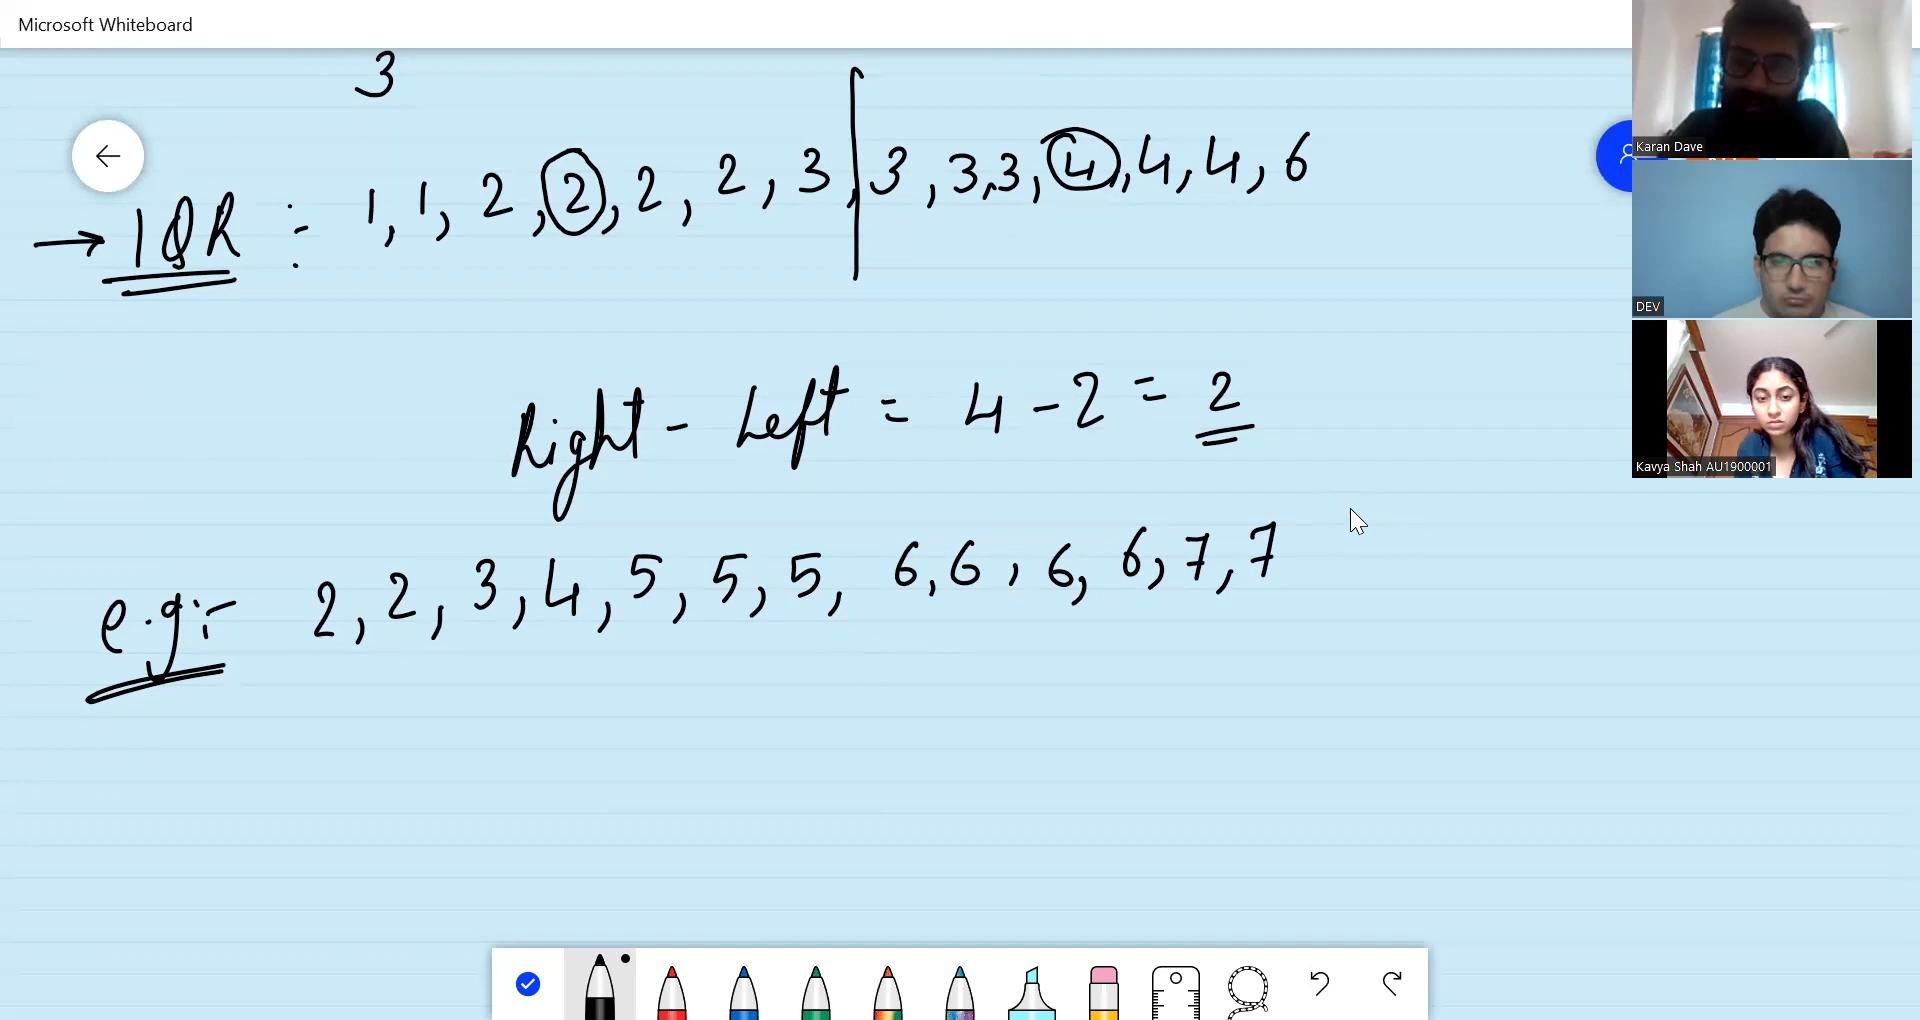 Microsoft Whiteboard
3
→ IQR : 1, 1, 2, 2, 2, 2, 3, 3, 3, 3, 4, 4, 4, 6
Right - Left = 4 - 2 = 2
e.g:- 2, 2, 3, 4, 5, 5, 5, 6, 6, 6, 6, 7, 7
Karan Dave
DEV
Kavya Shah AU1900001